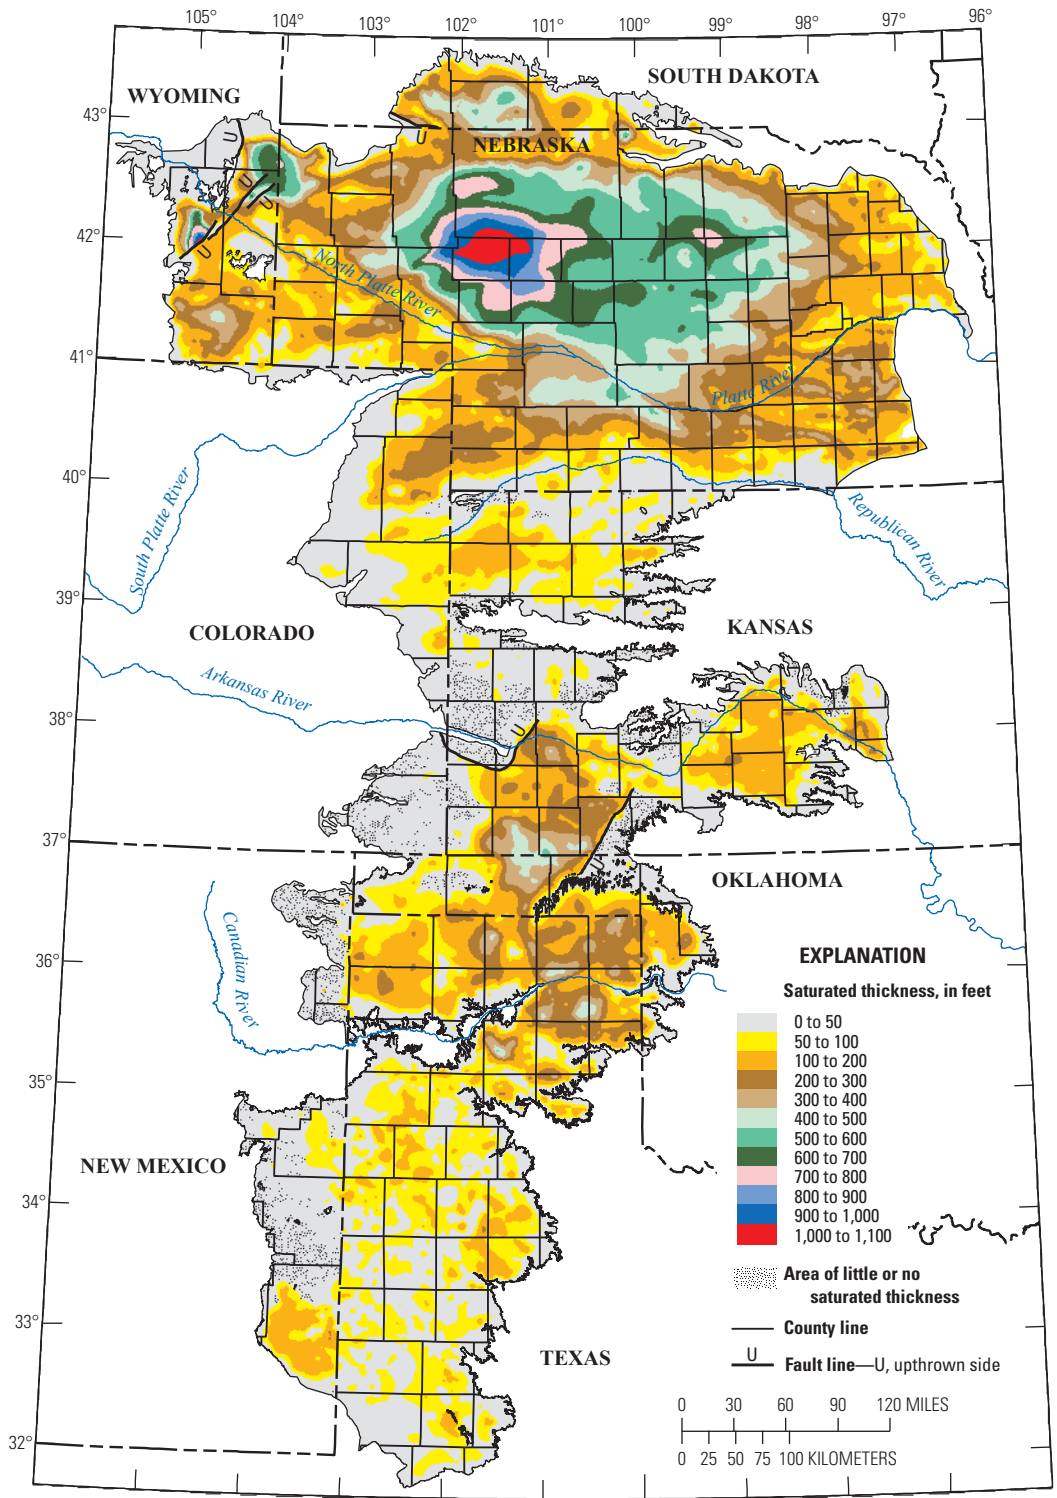 105° 104° 103° 102° 101° 100° 99° 98° 97° 96°
SOUTH DAKOTA
WYOMING
43°
U
U
NEBRASKA
U
U
42°
U
North Platte River
41°
Platte River
40°
South Platte River
Republican River
39°
COLORADO
KANSAS
Arkansas River
38°
U
37°
U
OKLAHOMA
Canadian River
36°
35°
NEW MEXICO
34°
33°
TEXAS
32°
EXPLANATION
Saturated thickness, in feet
0 to 50
50 to 100
100 to 200
200 to 300
300 to 400
400 to 500
500 to 600
600 to 700
700 to 800
800 to 900
900 to 1,000
1,000 to 1,100
Area of little or no
saturated thickness
County line
U
Fault line—U, upthrown side
0 30 60 90 120 MILES
0 25 50 75 100 KILOMETERS